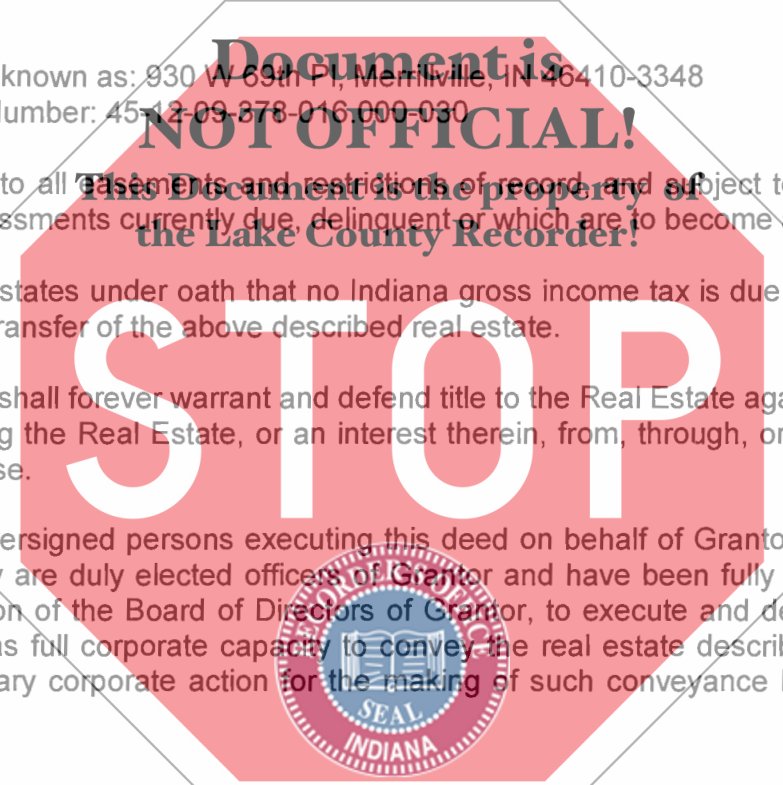 Document is
known as: 930 W 69th Pl, Merrillville, IN 46410-3348
NOT OFFICIAL!
lumber: 45-12-09-378-016.000-030
This Document is the property of
to all easements and restrictions of record, and subject to
ssments currently due, delinquent or which are to become
the Lake County Recorder!
states under oath that no Indiana gross income tax is due
ransfer of the above described real estate.
STOP
shall forever warrant and defend title to the Real Estate aga
g the Real Estate, or an interest therein, from, through, or
se.
ersigned persons executing this deed on behalf of Granto
are duly elected officers of Grantor and have been fully
on of the Board of Directors of Grantor, to execute and de
s full corporate capacity to convey the real estate describ
ary corporate action for the making of such conveyance
RECORDER'S OFFICE
SEAL
INDIANA